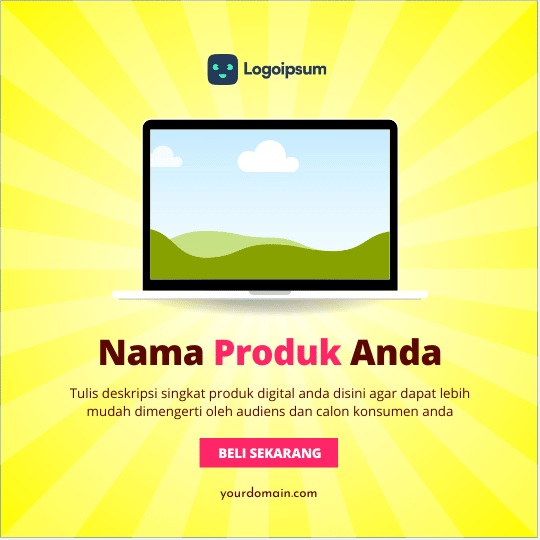 Logoipsum
Nama Produk Anda
Tulis deskripsi singkat produk digital anda disini agar dapat lebih
mudah dimengerti oleh audiens dan calon konsumen anda
BELI SEKARANG
yourdomain.com